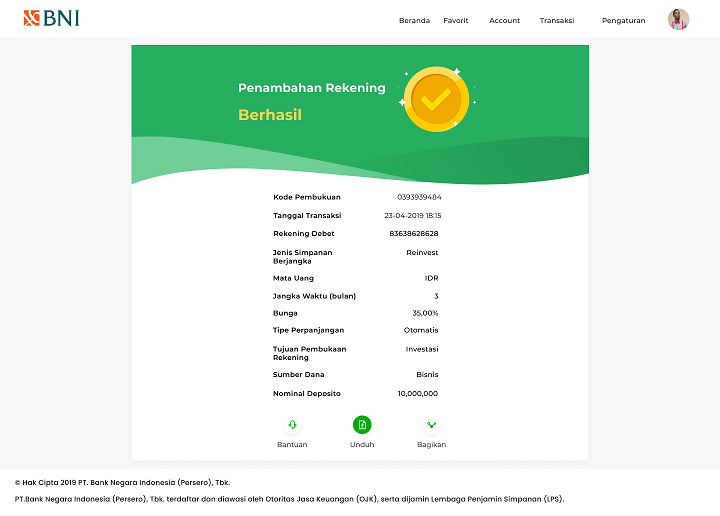 BNI
Beranda Favorit Account Transaksi Pengaturan
Penambahan Rekening
Berhasil
Kode Pembukuan 0393939484
Tanggal Transaksi 23-04-2019 18:15
Rekening Debet 83638628628
Jenis Simpanan Berjangka Reinvest
Mata Uang IDR
Jangka Waktu (bulan) 3
Bunga 35,00%
Tipe Perpanjangan Otomatis
Tujuan Pembukaan Rekening Investasi
Sumber Dana Bisnis
Nominal Deposito 10,000,000
Bantuan Unduh Bagikan
© Hak Cipta 2019 PT. Bank Negara Indonesia (Persero), Tbk.
PT.Bank Negara Indonesia (Persero), Tbk. terdaftar dan diawasi oleh Otoritas Jasa Keuangan (OJK), serta dijamin Lembaga Penjamin Simpanan (LPS).